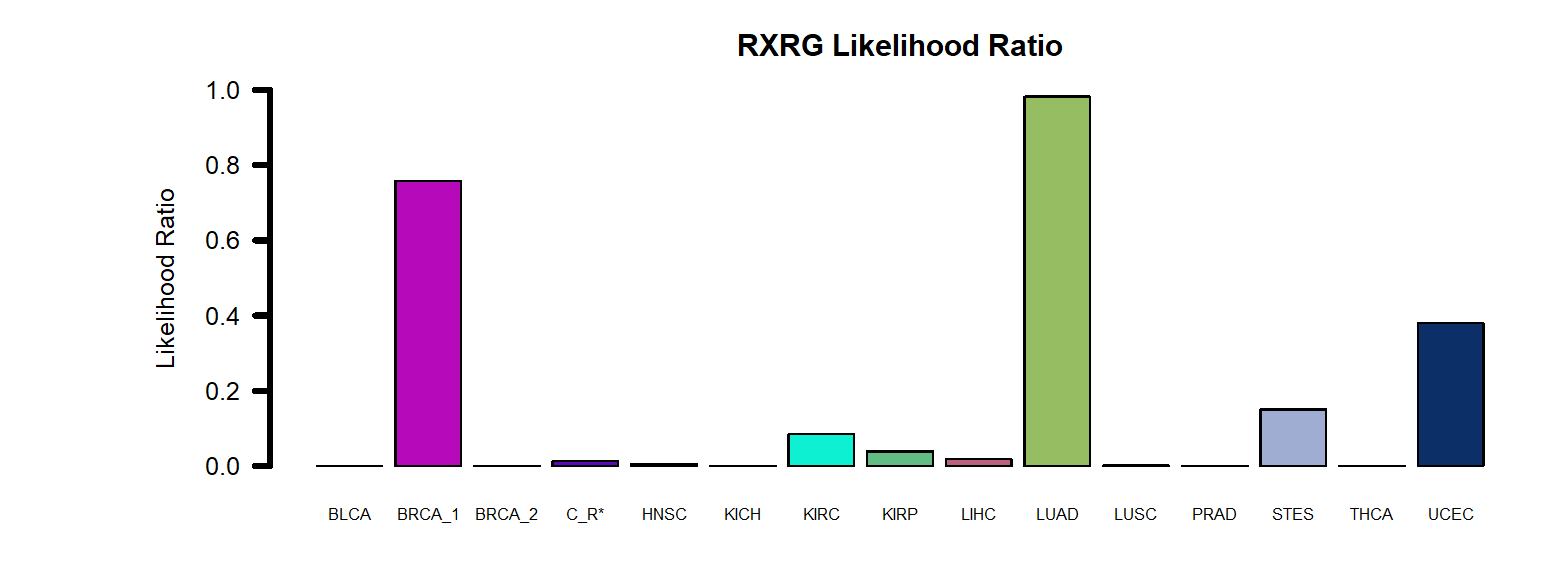 RXRG Likelihood Ratio
Likelihood Ratio
1.0
0.8
0.6
0.4
0.2
0.0
BLCA BRCA_1 BRCA_2 C_R* HNSC KICH KIRC KIRP LIHC LUAD LUSC PRAD STES THCA UCEC